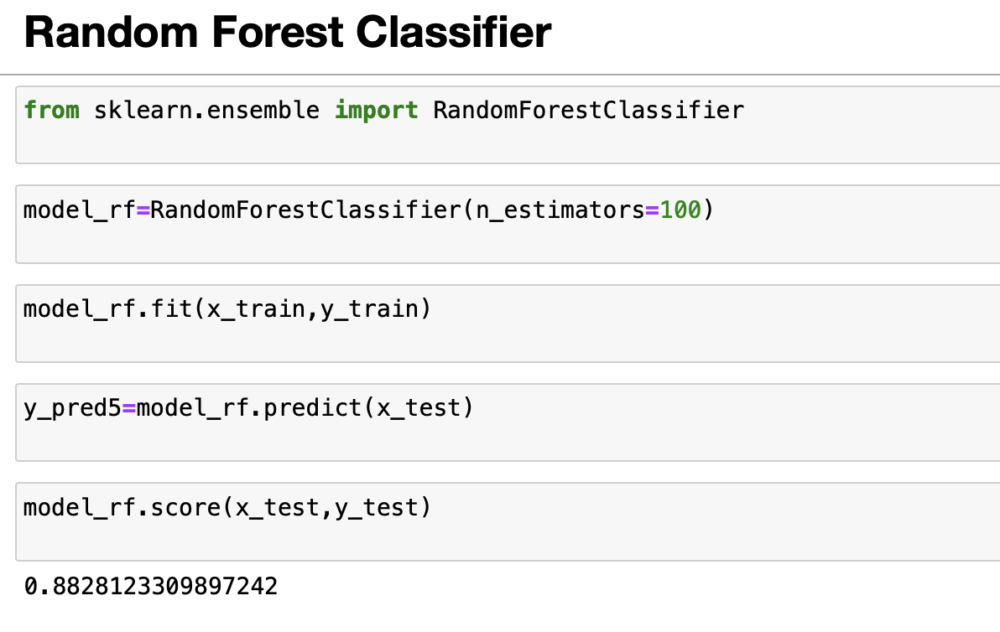 Random Forest Classifier
from sklearn.ensemble import RandomForestClassifier
model_rf=RandomForestClassifier(n_estimators=100)
model_rf.fit(x_train,y_train)
y_pred5=model_rf.predict(x_test)
model_rf.score(x_test,y_test)
0.8828123309897242